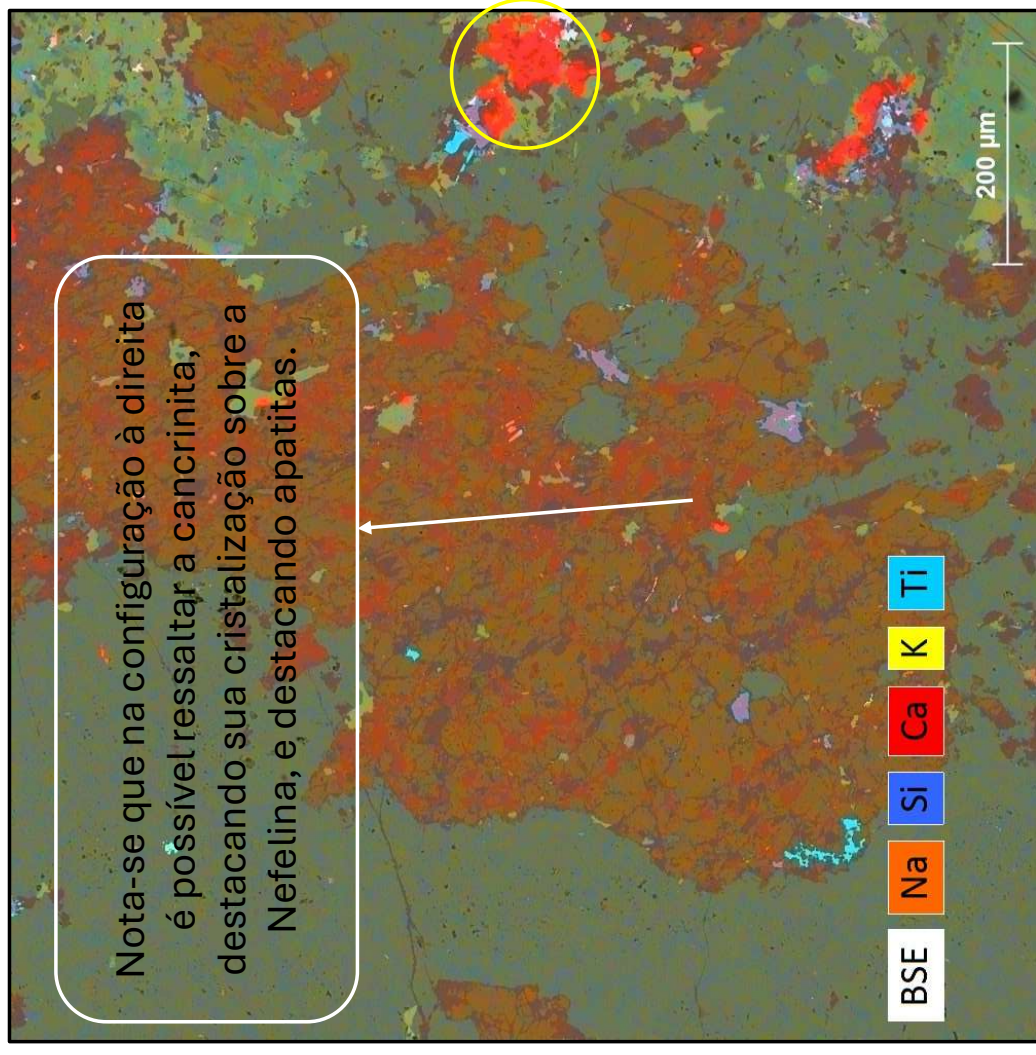 Nota-se que na configuração à direita
é possível ressaltar a cancrinita,
destacando sua cristalização sobre a
Nefelina, e destacando apatitas.
BSE Na Si Ca K Ti
200 µm